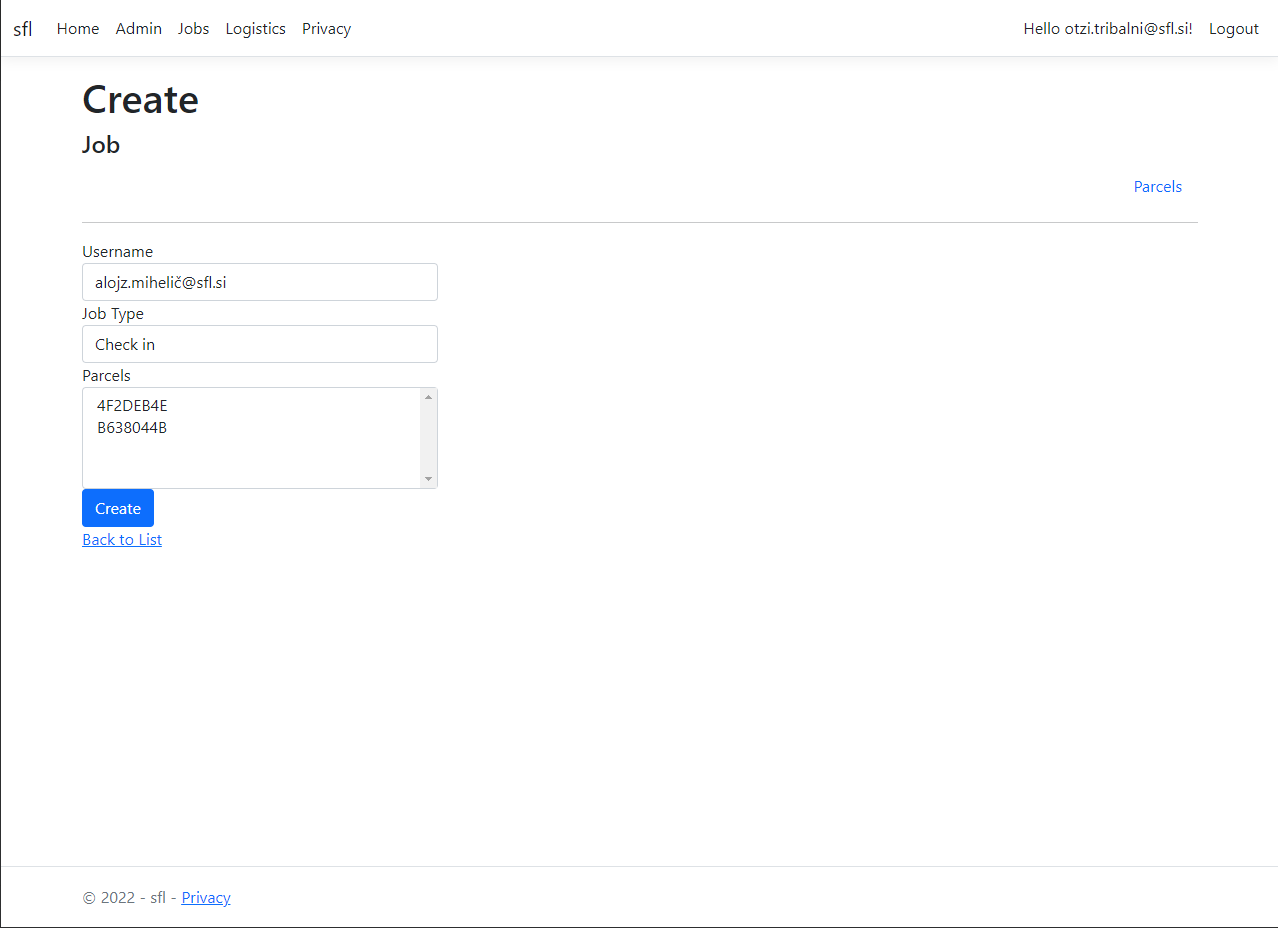 sfl Home Admin Jobs Logistics Privacy Hello otzi.tribalni@sfl.si! Logout
Create
Job
Parcels
Username
alojz.mihelič@sfl.si
Job Type
Check in
Parcels
4F2DEB4E
B638044B
Create
Back to List
© 2022 - sfl - Privacy